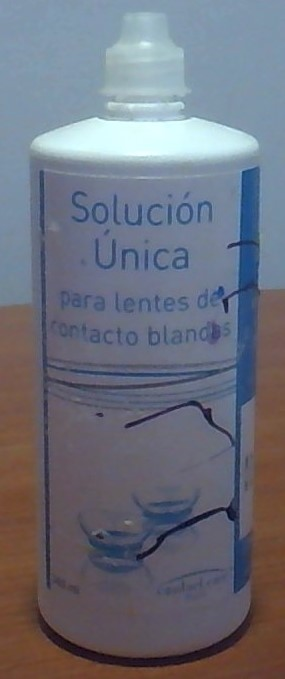 Solución
Única
para lentes de
contacto blandos